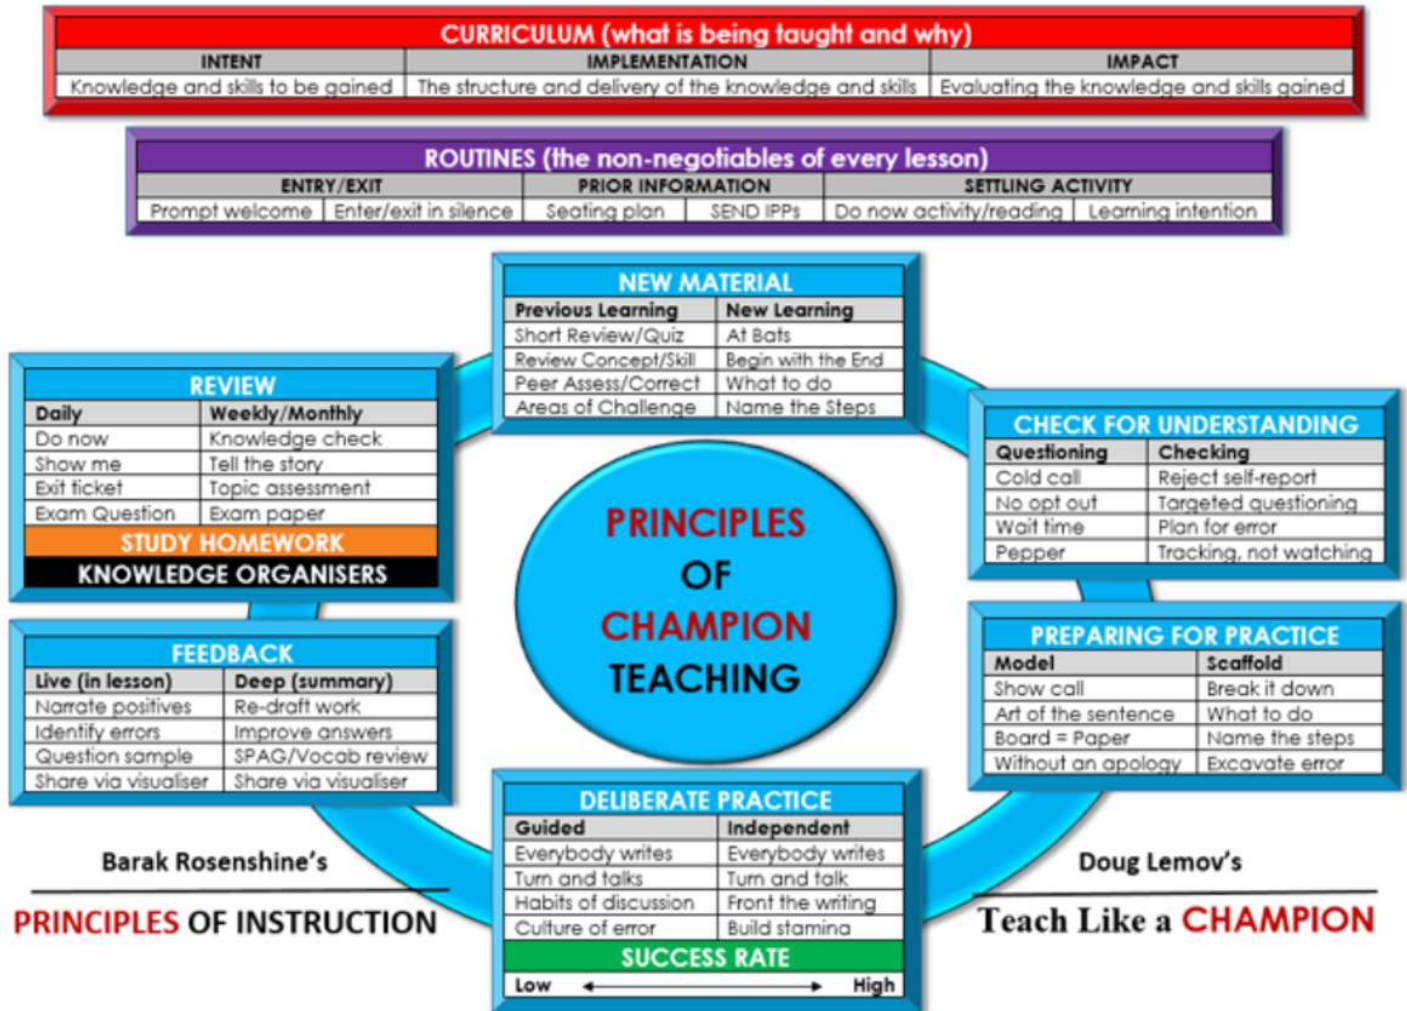 CURRICULUM (what is being taught and why)
INTENT IMPLEMENTATION IMPACT
Knowledge and skills to be gained The structure and delivery of the knowledge and skills Evaluating the knowledge and skills gained
ROUTINES (the non-negotiables of every lesson)
ENTRY/EXIT PRIOR INFORMATION SETTLING ACTIVITY
Prompt welcome Enter/exit in silence Seating plan SEND IPPs Do now activity/reading Learning intention
NEW MATERIAL
Previous Learning New Learning
Short Review/Quiz At Bats
Review Concept/Skill Begin with the End
Peer Assess/Correct What to do
Areas of Challenge Name the Steps
REVIEW
Daily Weekly/Monthly
Do now Knowledge check
Show me Tell the story
Exit ticket Topic assessment
Exam Question Exam paper
STUDY HOMEWORK
KNOWLEDGE ORGANISERS
CHECK FOR UNDERSTANDING
Questioning Checking
Cold call Reject self-report
No opt out Targeted questioning
Wait time Plan for error
Pepper Tracking, not watching
PRINCIPLES
OF
CHAMPION
TEACHING
FEEDBACK
Live (in lesson) Deep (summary)
Narrate positives Re-draft work
Identify errors Improve answers
Question sample SPAG/Vocab review
Share via visualiser Share via visualiser
PREPARING FOR PRACTICE
Model Scaffold
Show call Break it down
Art of the sentence What to do
Board = Paper Name the steps
Without an apology Excavate error
DELIBERATE PRACTICE
Guided Independent
Everybody writes Everybody writes
Turn and talks Turn and talk
Habits of discussion Front the writing
Culture of error Build stamina
SUCCESS RATE
Low High
Barak Rosenshine's
PRINCIPLES OF INSTRUCTION
Doug Lemov's
Teach Like a CHAMPION